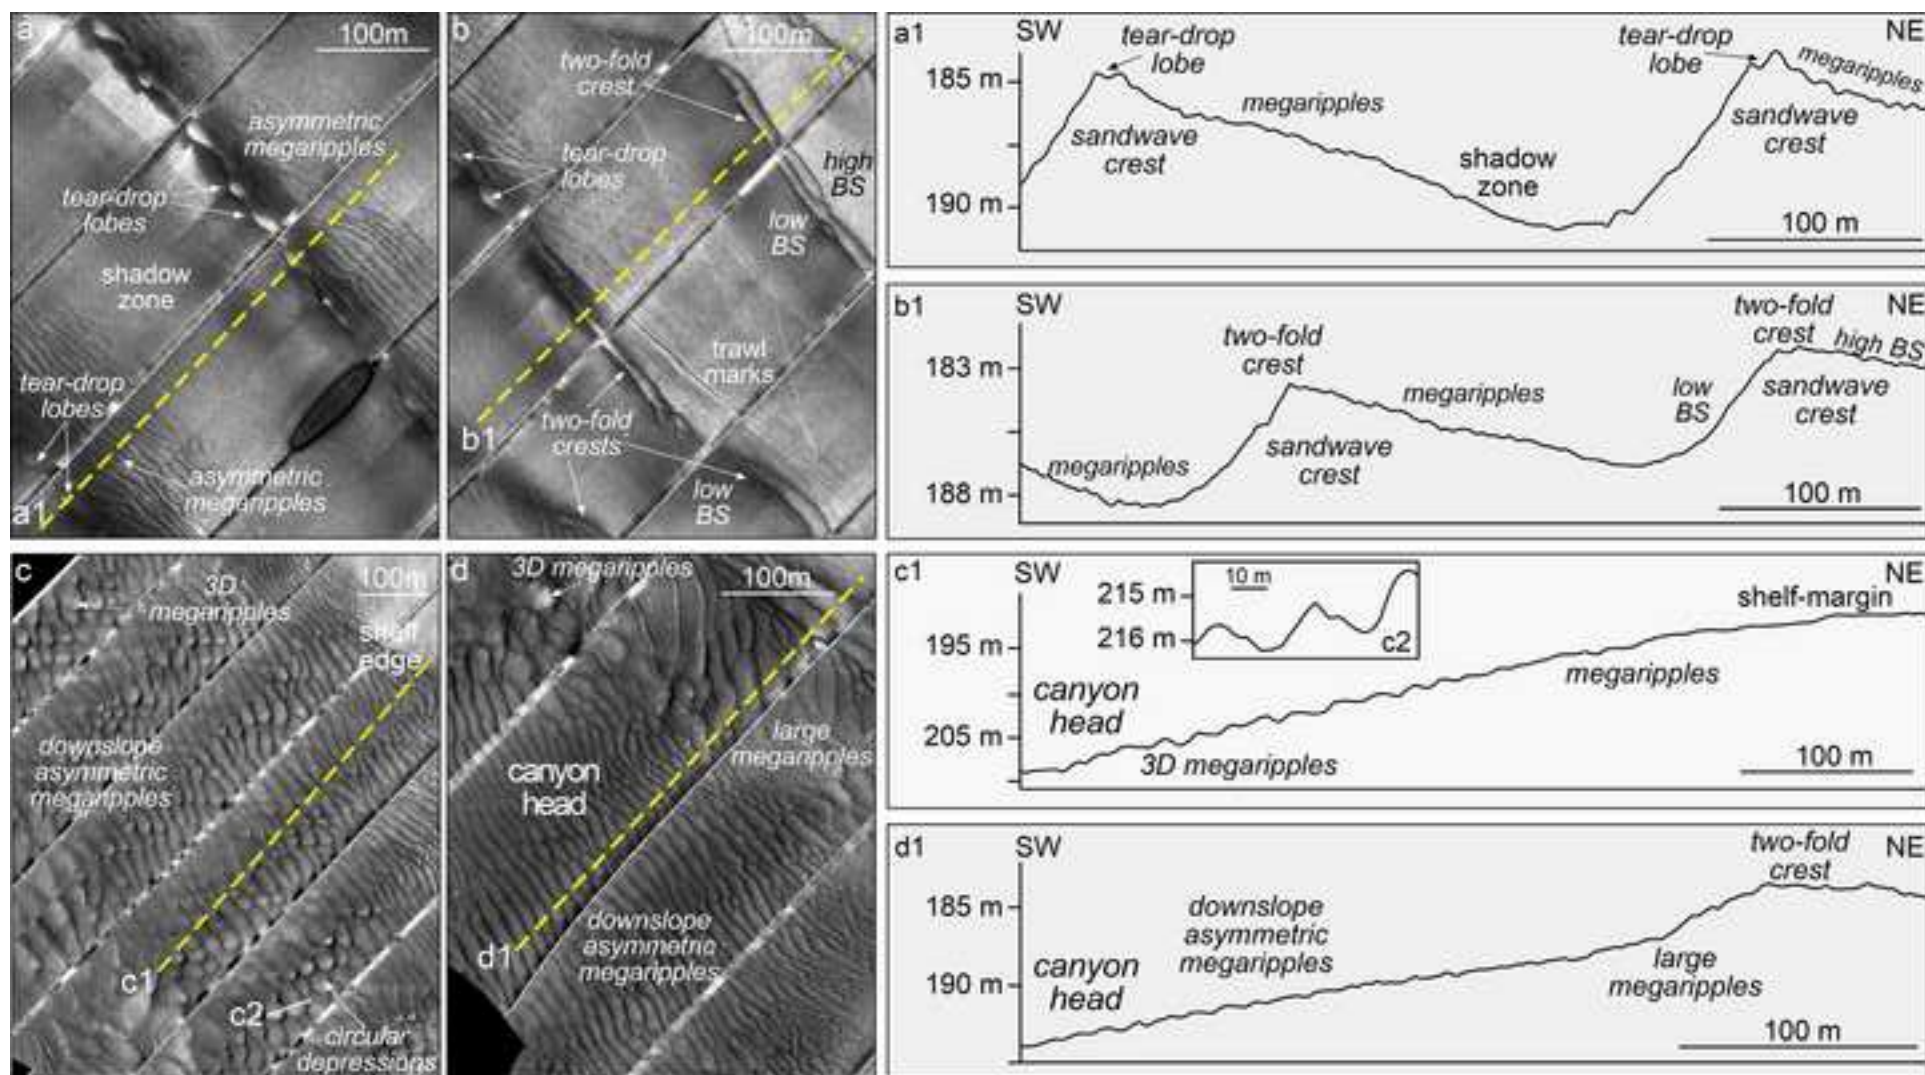 a
100m
asymmetric
megaripples
tear-drop
lobes
shadow
zone
tear-drop
lobes
asymmetric
megaripples
a1
b
100m
two-fold
crest
tear-drop
lobes
high
BS
low
BS
trawl
marks
b1
two-fold
crests
low
BS
a1
SW
NE
tear-drop
lobe
tear-drop
lobe
megaripples
185 m
megaripples
sandwave
crest
sandwave
crest
shadow
zone
190 m
100 m
b1
SW
NE
two-fold
crest
two-fold
crest
high BS
183 m
megaripples
low
BS
sandwave
crest
sandwave
crest
megaripples
188 m
100 m
c
100m
3D
megaripples
shelf
edge
downslope
asymmetric
megaripples
c1
c2
circular
depressions
d
3D megaripples
100m
large
megaripples
canyon
head
d1
downslope
asymmetric
megaripples
c1
SW
NE
10 m
215 m
216 m
c2
shelf-margin
195 m
megaripples
canyon
head
205 m
3D megaripples
100 m
d1
SW
NE
two-fold
crest
185 m
downslope
asymmetric
megaripples
canyon
head
190 m
large
megaripples
100 m